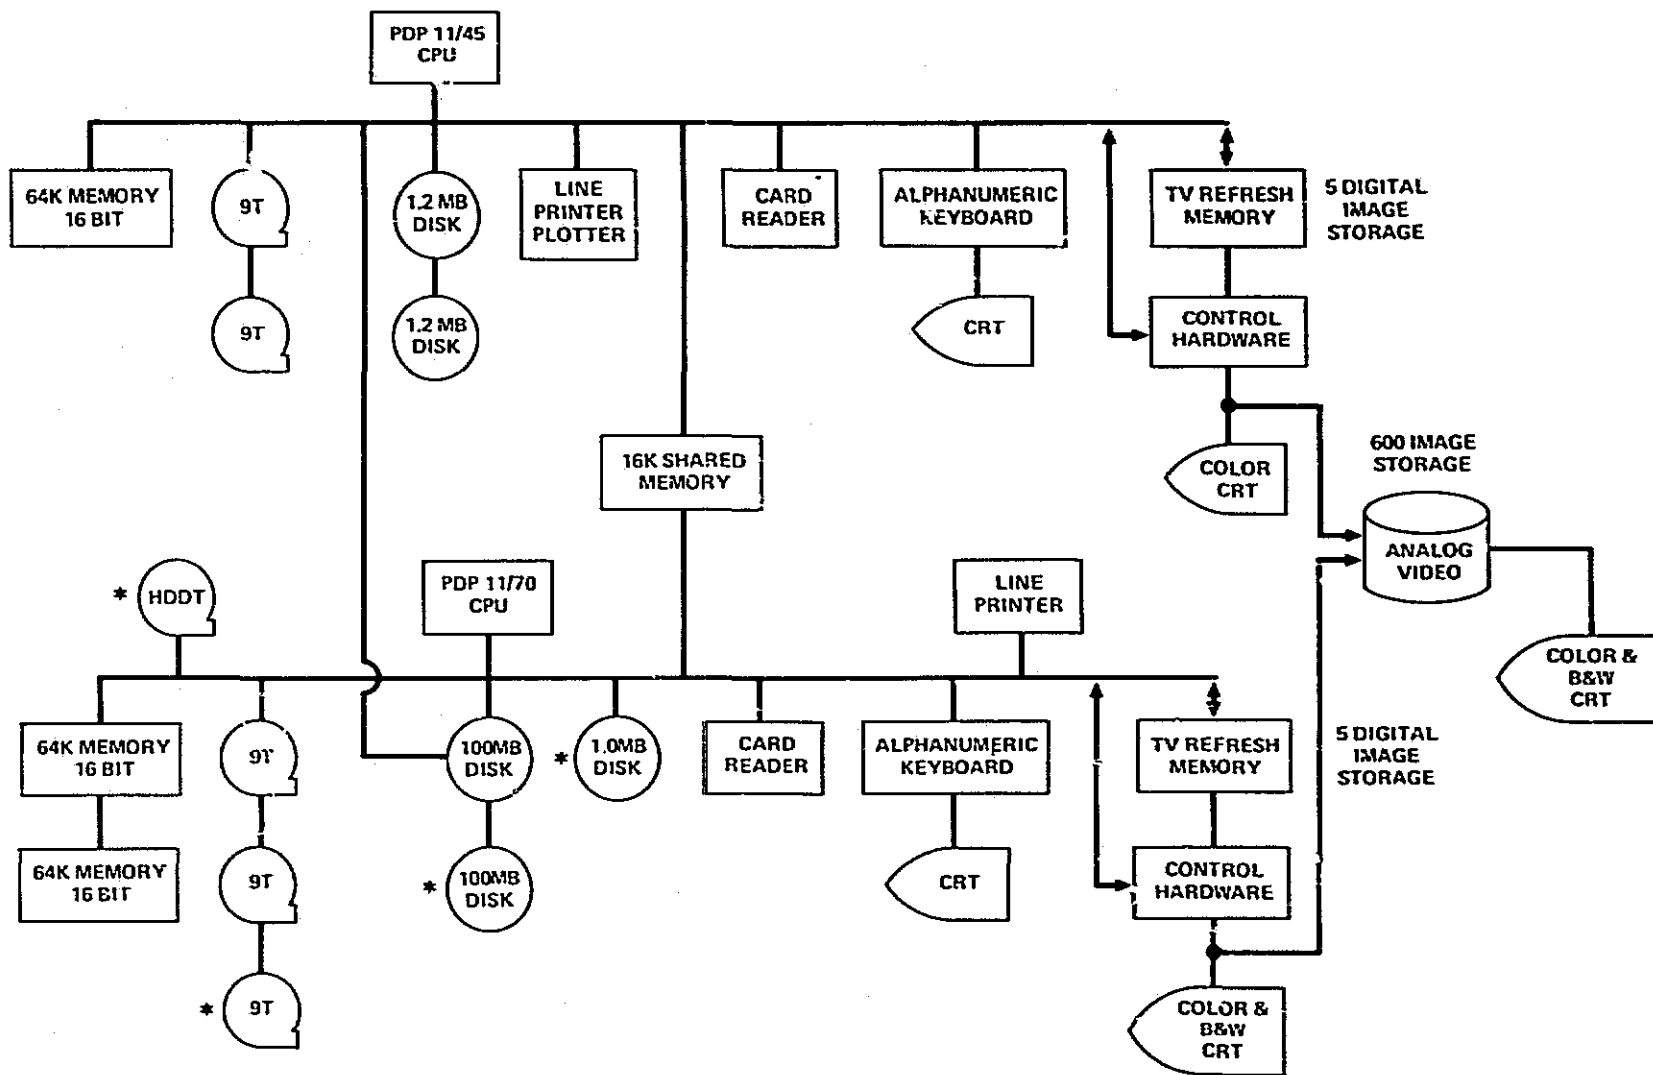 PDP 11/45
CPU
64K MEMORY
16 BIT
9T
1.2 MB
DISK
LINE
PRINTER
PLOTTER
CARD
READER
ALPHANUMERIC
KEYBOARD
TV REFRESH
MEMORY
5 DIGITAL
IMAGE
STORAGE
9T
1.2 MB
DISK
CRT
CONTROL
HARDWARE
16K SHARED
MEMORY
COLOR
CRT
600 IMAGE
STORAGE
ANALOG
VIDEO
* HDDT
PDP 11/70
CPU
LINE
PRINTER
COLOR &
B&W
CRT
64K MEMORY
16 BIT
9T
100MB
DISK
* 1.0MB
DISK
CARD
READER
ALPHANUMERIC
KEYBOARD
TV REFRESH
MEMORY
5 DIGITAL
IMAGE
STORAGE
64K MEMORY
16 BIT
9T
* 100MB
DISK
CRT
CONTROL
HARDWARE
* 9T
COLOR &
B&W
CRT